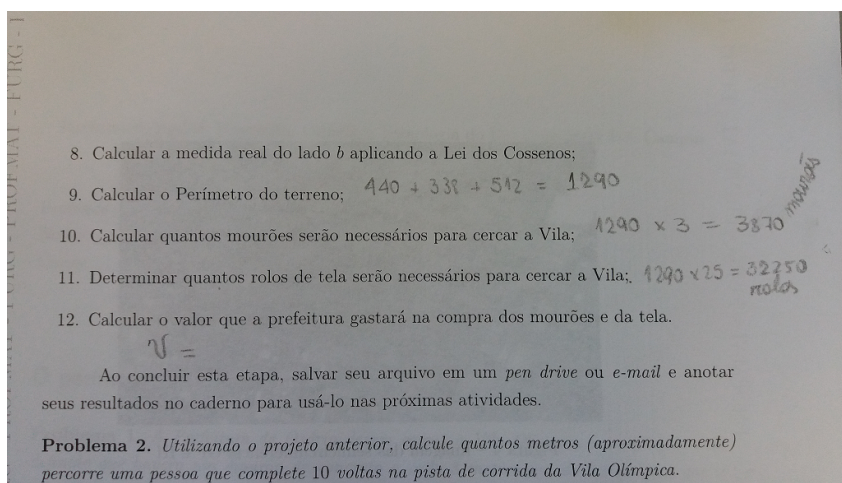 PROFMAT - FURG - I
8. Calcular a medida real do lado b aplicando a Lei dos Cossenos;
9. Calcular o Perímetro do terreno; 440 + 338 + 512 = 1290
10. Calcular quantos mourões serão necessários para cercar a Vila; 1290 x 3 = 3870 mourões
11. Determinar quantos rolos de tela serão necessários para cercar a Vila; 1290 x 25 = 32250
rolos
12. Calcular o valor que a prefeitura gastará na compra dos mourões e da tela.
V =
Ao concluir esta etapa, salvar seu arquivo em um pen drive ou e-mail e anotar
seus resultados no caderno para usá-lo nas próximas atividades.
Problema 2. Utilizando o projeto anterior, calcule quantos metros (aproximadamente)
percorre uma pessoa que complete 10 voltas na pista de corrida da Vila Olímpica.